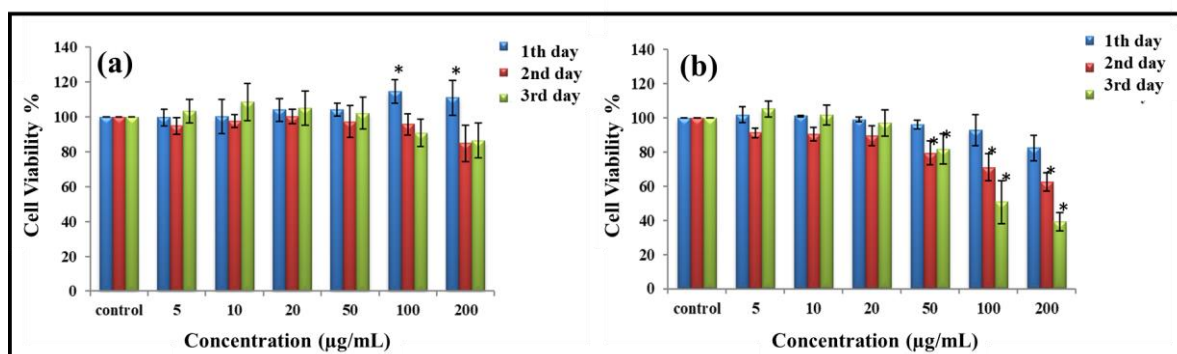 (a)
140
120
100
80
60
40
20
0
Cell Viability %
1th day
2nd day
3rd day
*
*
control 5 10 20 50 100 200
Concentration (µg/mL)
(b)
140
120
100
80
60
40
20
0
Cell Viability %
1th day
2nd day
3rd day
* *
*
*
*
*
control 5 10 20 50 100 200
Concentration (µg/mL)